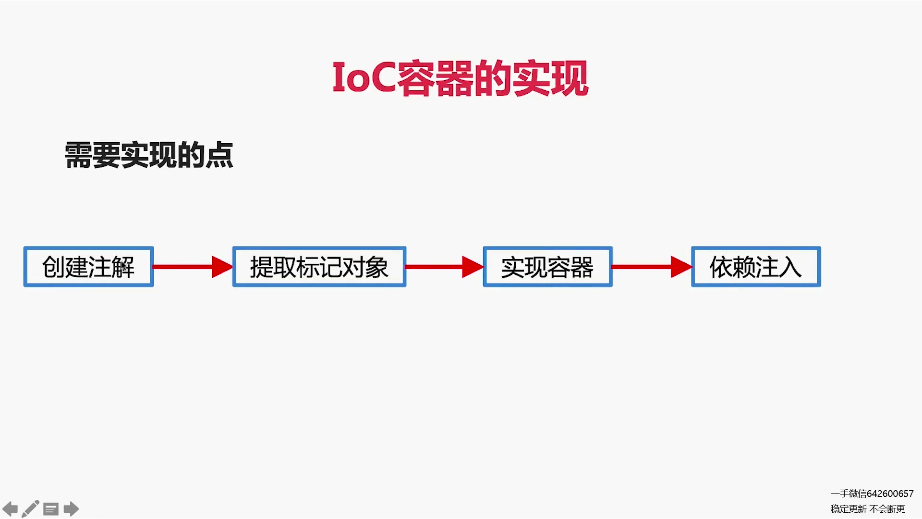 IoC容器的实现
需要实现的点
创建注解
提取标记对象
实现容器
依赖注入
一手微信642600657
稳定更新 不会断更